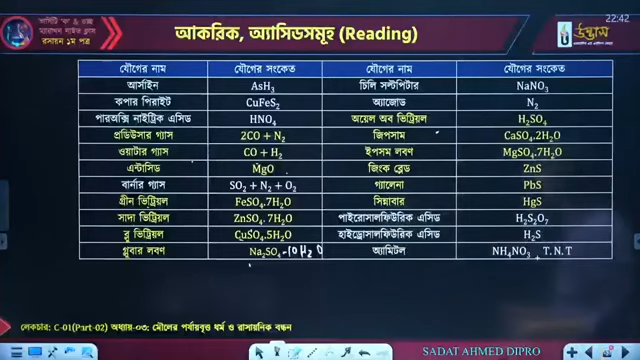 ভার্সিটি 'ক' ও গুচ্ছ
ম্যারাথন লাইভ ক্লাস
রসায়ন ১ম পত্র
আকরিক, অ্যাসিডসমূহ (Reading)
উদ্ভাস
22:42
যৌগের নাম যৌগের সংকেত যৌগের নাম যৌগের সংকেত
আর্সাইন AsH₃ চিলি সল্টপিটার NaNO₃
কপার পিরাইট CuFeS₂ অ্যাজোড N₂
পারঅক্সি নাইট্রিক এসিড HNO₄ অয়েল অব ভিট্রিয়ল H₂SO₄
প্রডিউসার গ্যাস 2CO + N₂ জিপসাম CaSO₄.2H₂O
ওয়াটার গ্যাস CO + H₂ ইপসম লবণ MgSO₄.7H₂O
এন্টাসিড MgO জিংক ব্লেন্ড ZnS
বার্নার গ্যাস SO₂ + N₂ + O₂ গ্যালেনা PbS
গ্রীন ভিট্রিয়ল FeSO₄.7H₂O সিন্নাবার HgS
সাদা ভিট্রিয়ল ZnSO₄.7H₂O পাইরোসালফিউরিক এসিড H₂S₂O₇
ব্লু ভিট্রিয়ল CuSO₄.5H₂O হাইড্রোসালফিউরিক এসিড H₂S
গ্লুবার লবণ Na₂SO₄.10H₂O অ্যামিটল NH₄NO₃ + T.N.T
লেকচার: C-01(Part-02) অধ্যায়-০৩: মৌলের পর্যায়বৃত্ত ধর্ম ও রাসায়নিক বন্ধন
SADAT AHMED DIPRO